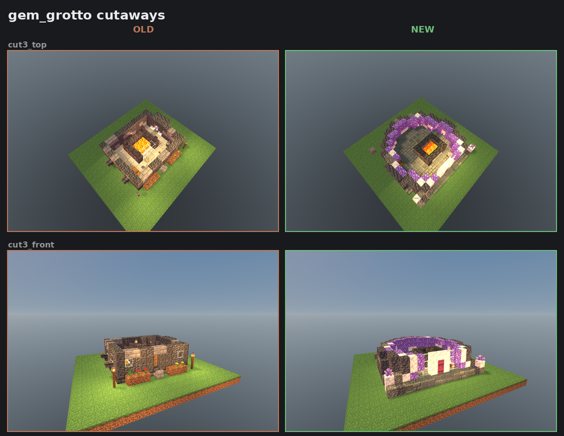 gem_grotto cutaways
OLD
NEW
cut3_top
cut3_front